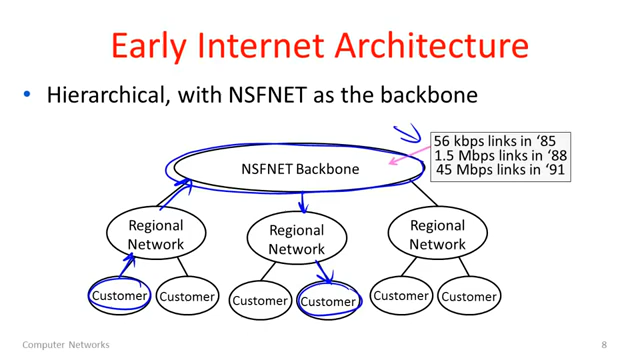 Early Internet Architecture
• Hierarchical, with NSFNET as the backbone
56 kbps links in ‘85
1.5 Mbps links in ‘88
45 Mbps links in ‘91
NSFNET Backbone
Regional
Network
Regional
Network
Regional
Network
Customer
Customer
Customer
Customer
Customer
Customer
Computer Networks
8